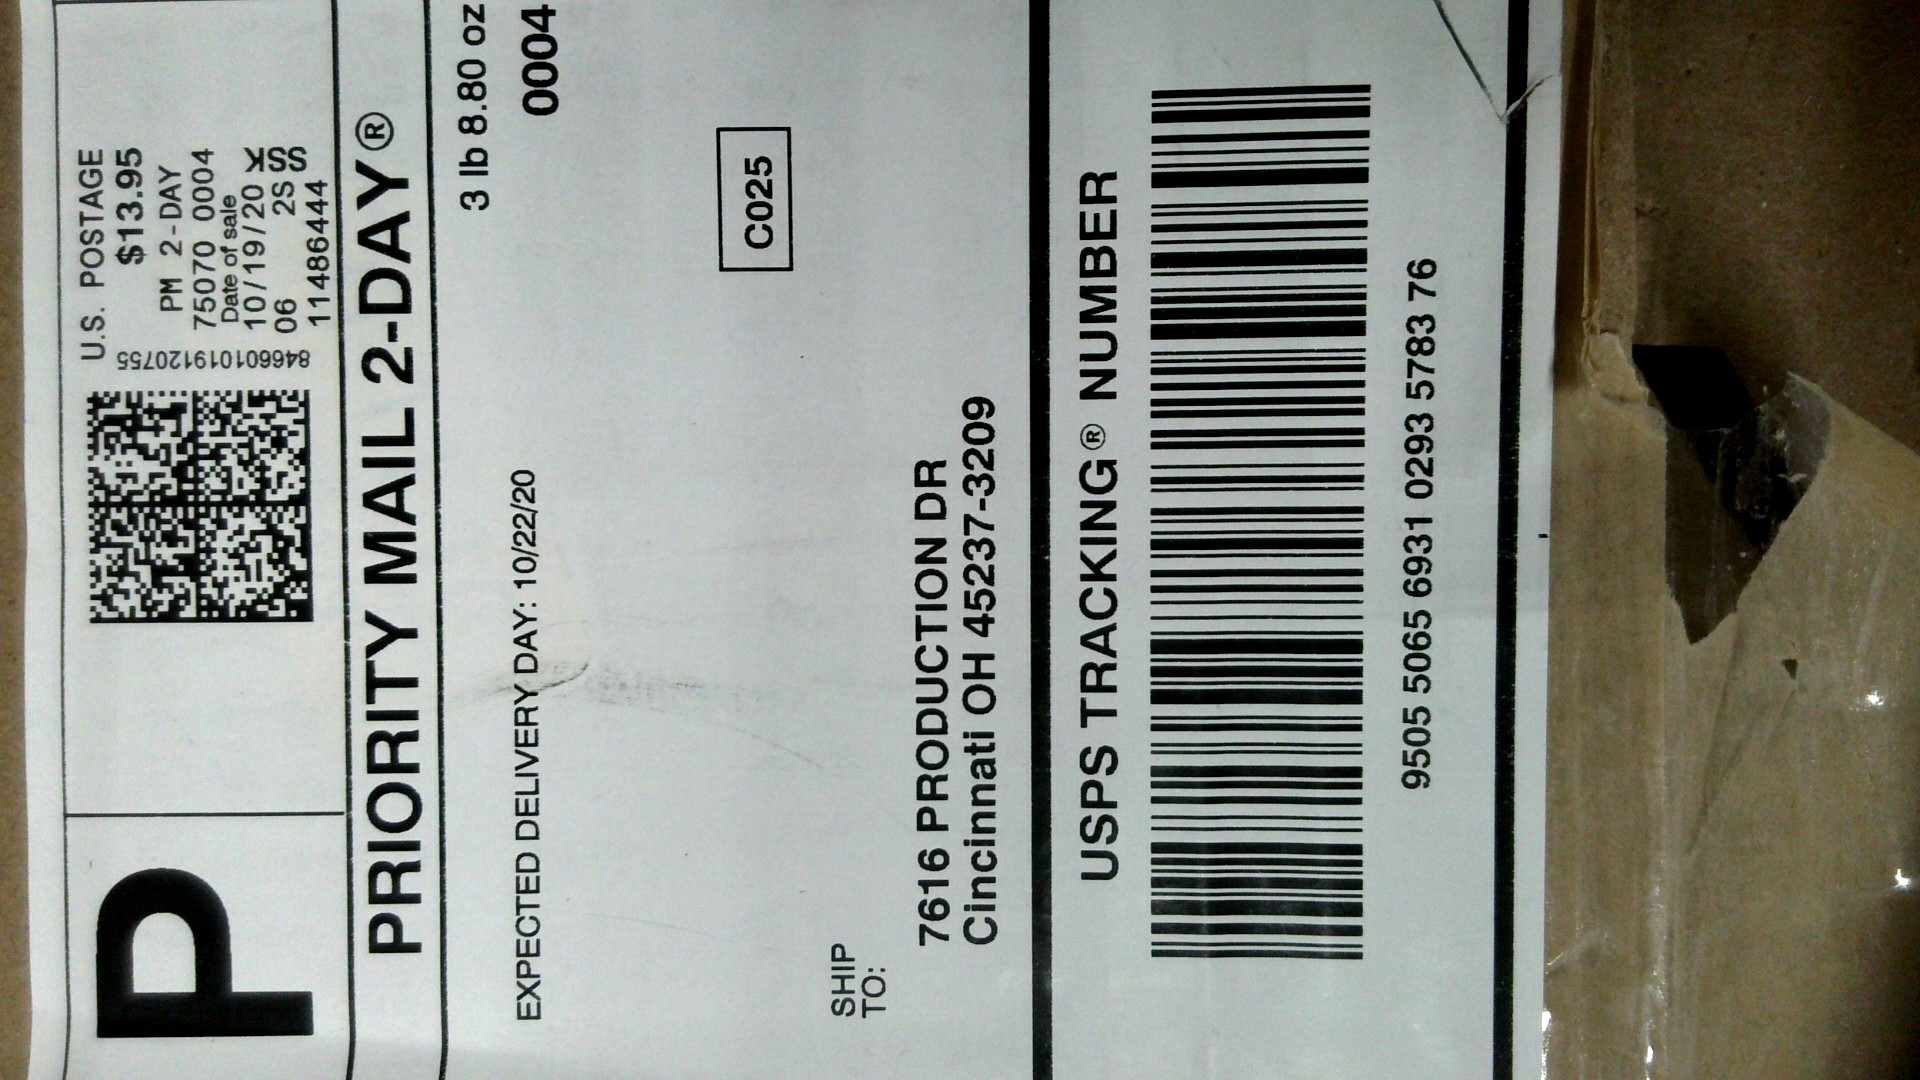 P
U.S. POSTAGE
$13.95
PM 2-DAY
75070 0004
Date of sale
10/19/20
06 2S
11486444
846601019120755
PRIORITY MAIL 2-DAY®
3 lb 8.80 oz
0004
EXPECTED DELIVERY DAY: 10/22/20
C025
SHIP
TO:
7616 PRODUCTION DR
Cincinnati OH 45237-3209
USPS TRACKING® NUMBER
9505 5065 6931 0293 5783 76